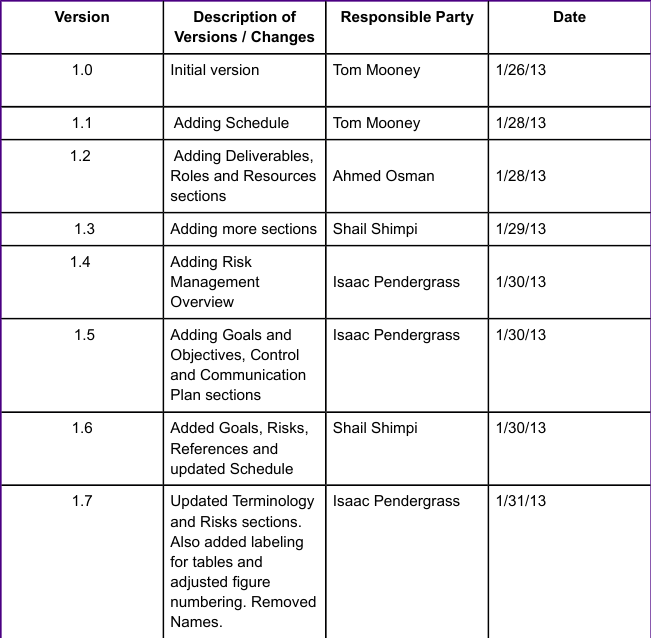 Version
Description of
Versions / Changes
Responsible Party
Date
1.0
Initial version
Tom Mooney
1/26/13
1.1
Adding Schedule
Tom Mooney
1/28/13
1.2
Adding Deliverables,
Roles and Resources
sections
Ahmed Osman
1/28/13
1.3
Adding more sections
Shail Shimpi
1/29/13
1.4
Adding Risk
Management
Overview
Isaac Pendergrass
1/30/13
1.5
Adding Goals and
Objectives, Control
and Communication
Plan sections
Isaac Pendergrass
1/30/13
1.6
Added Goals, Risks,
References and
updated Schedule
Shail Shimpi
1/30/13
1.7
Updated Terminology
and Risks sections.
Also added labeling
for tables and
adjusted figure
numbering. Removed
Names.
Isaac Pendergrass
1/31/13